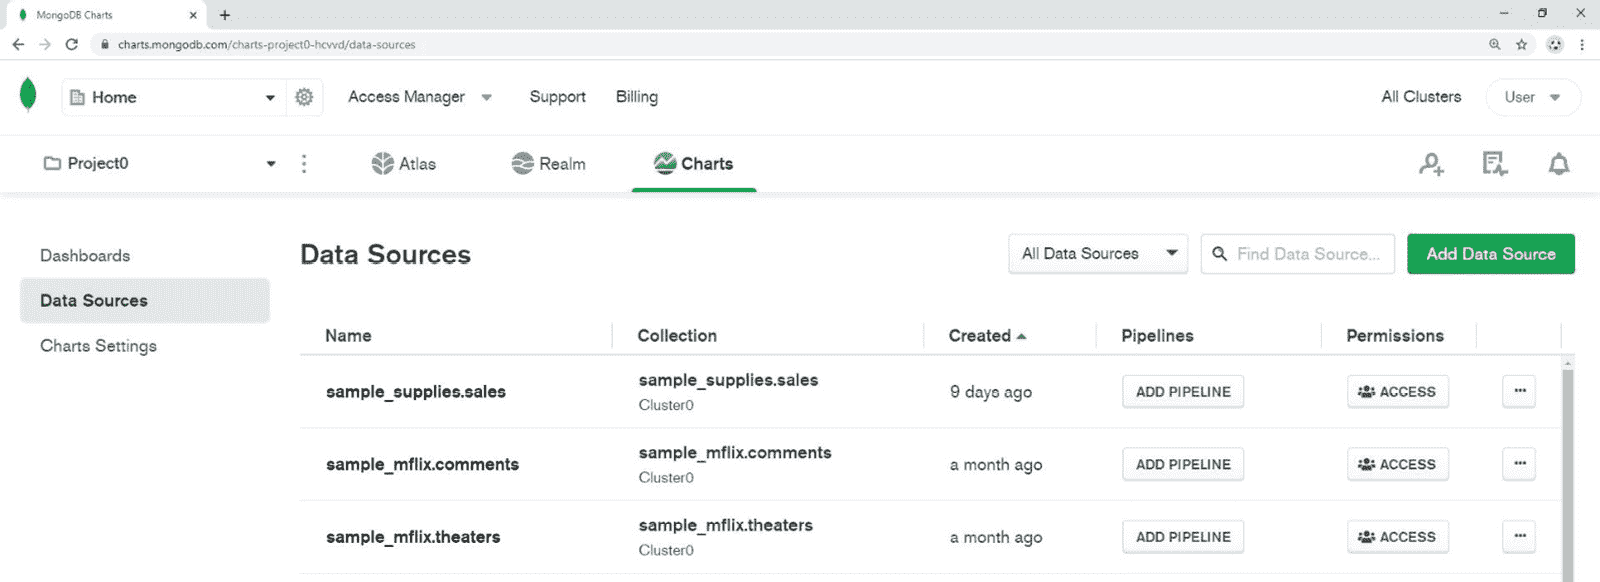 MongoDB Charts
charts.mongodb.com/charts-project0-hcvvd/data-sources
Home Access Manager Support Billing All Clusters User
Project0 Atlas Realm Charts
Dashboards
Data Sources
Charts Settings
Data Sources All Data Sources Find Data Source... Add Data Source
Name Collection Created Pipelines Permissions
sample_supplies.sales sample_supplies.sales 9 days ago ADD PIPELINE ACCESS ...
Cluster0
sample_mflix.comments sample_mflix.comments a month ago ADD PIPELINE ACCESS ...
Cluster0
sample_mflix.theaters sample_mflix.theaters a month ago ADD PIPELINE ACCESS ...
Cluster0